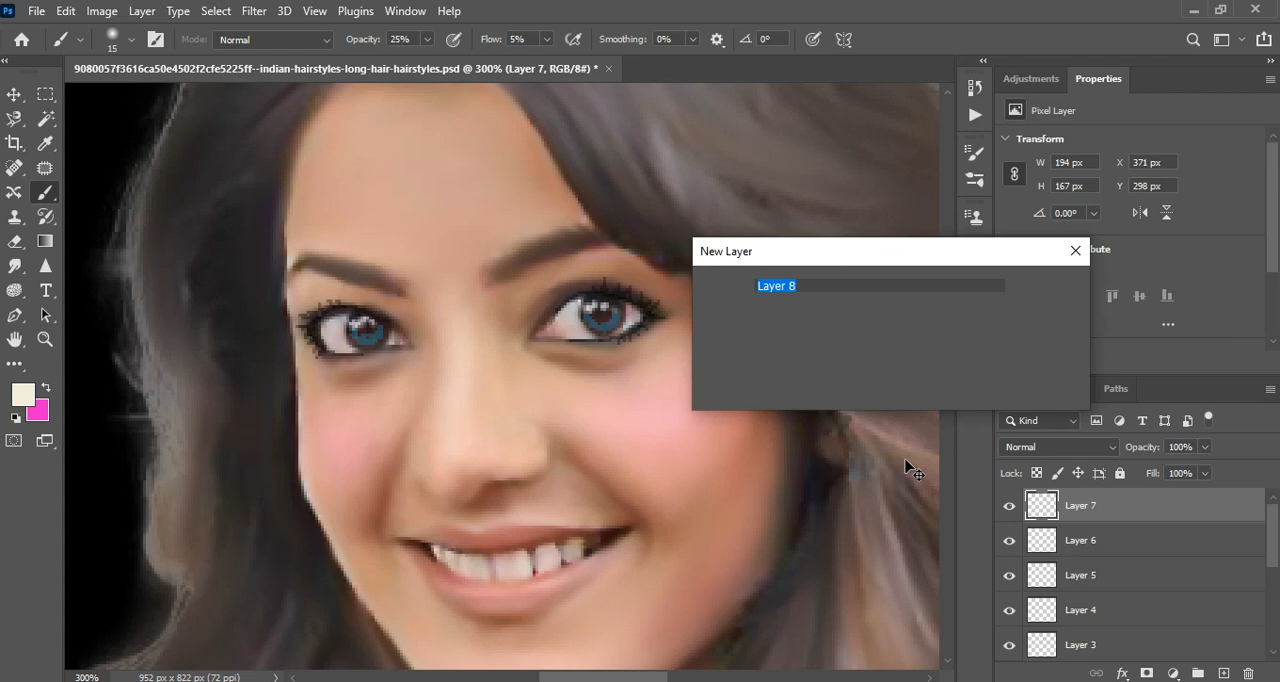 Ps File Edit Image Layer Type Select Filter 3D View Plugins Window Help
15 Mode: Normal Opacity: 25% Flow: 5% Smoothing: 0% 0°
9080057f3616ca50e4502f2cfe5225ff--indian-hairstyles-long-hair-hairstyles.psd @ 300% (Layer 7, RGB/8#) *
Adjustments Properties
Pixel Layer
Transform
W 194 px X 371 px
H 167 px Y 298 px
0.00°
New Layer
bute
Layer 8
Paths
Kind
Normal Opacity: 100%
Lock: Fill: 100%
Layer 7
Layer 6
Layer 5
Layer 4
Layer 3
300% 952 px x 822 px (72 ppi)